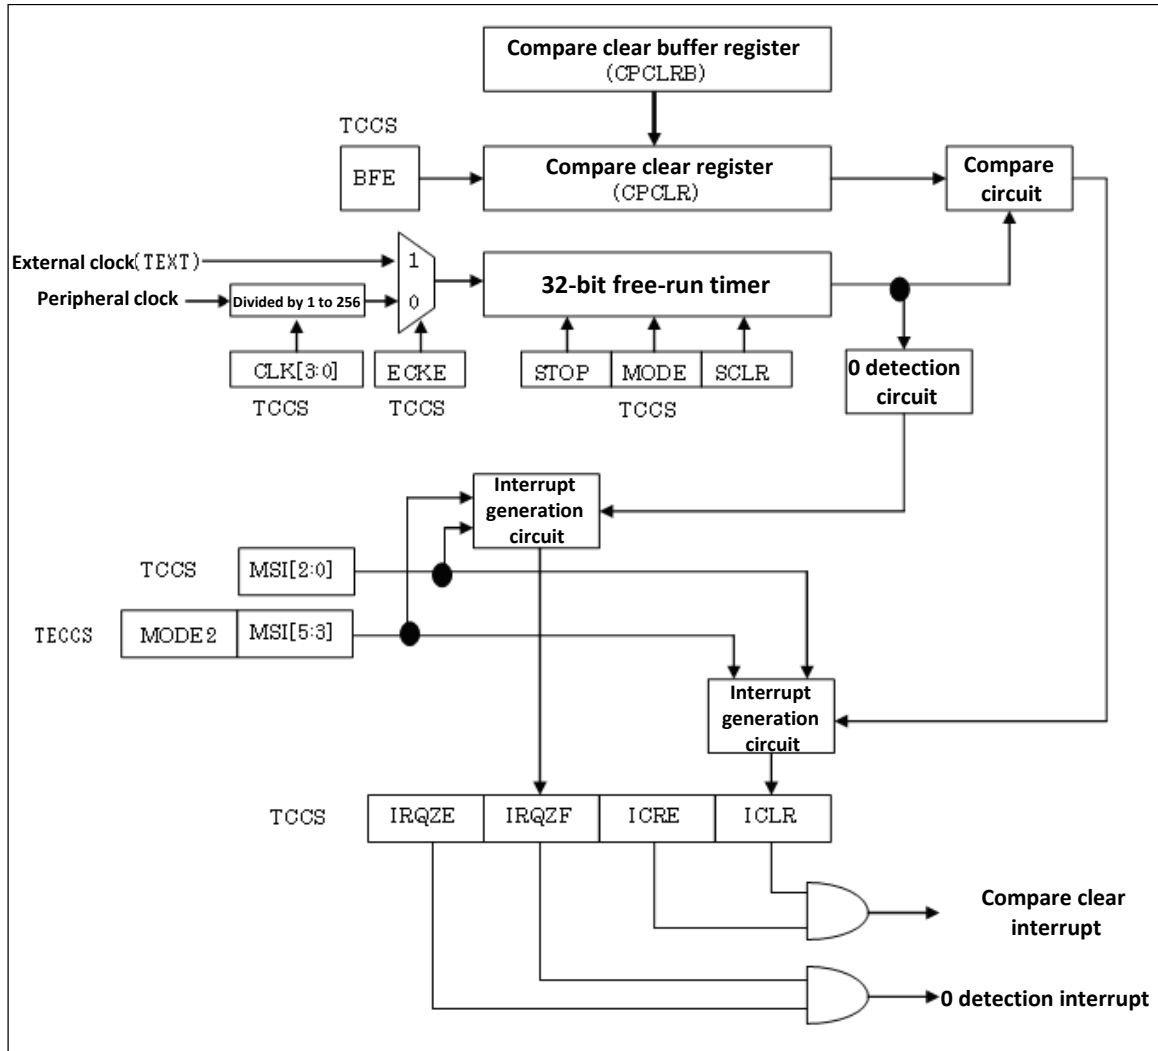 Compare clear buffer register
(CPCLRB)
TCCS
BFE
Compare clear register
(CPCLR)
Compare
circuit
External clock(TEXT)
1
Peripheral clock
Divided by 1 to 256
0
32-bit free-run timer
CLK[3:0]
ECKE
STOP
MODE
SCLR
TCCS
TCCS
TCCS
0 detection
circuit
Interrupt
generation
circuit
TCCS
MSI[2:0]
TECCS
MODE2
MSI[5:3]
Interrupt
generation
circuit
TCCS
IRQZE
IRQZF
ICRE
ICLR
Compare clear
interrupt
0 detection interrupt